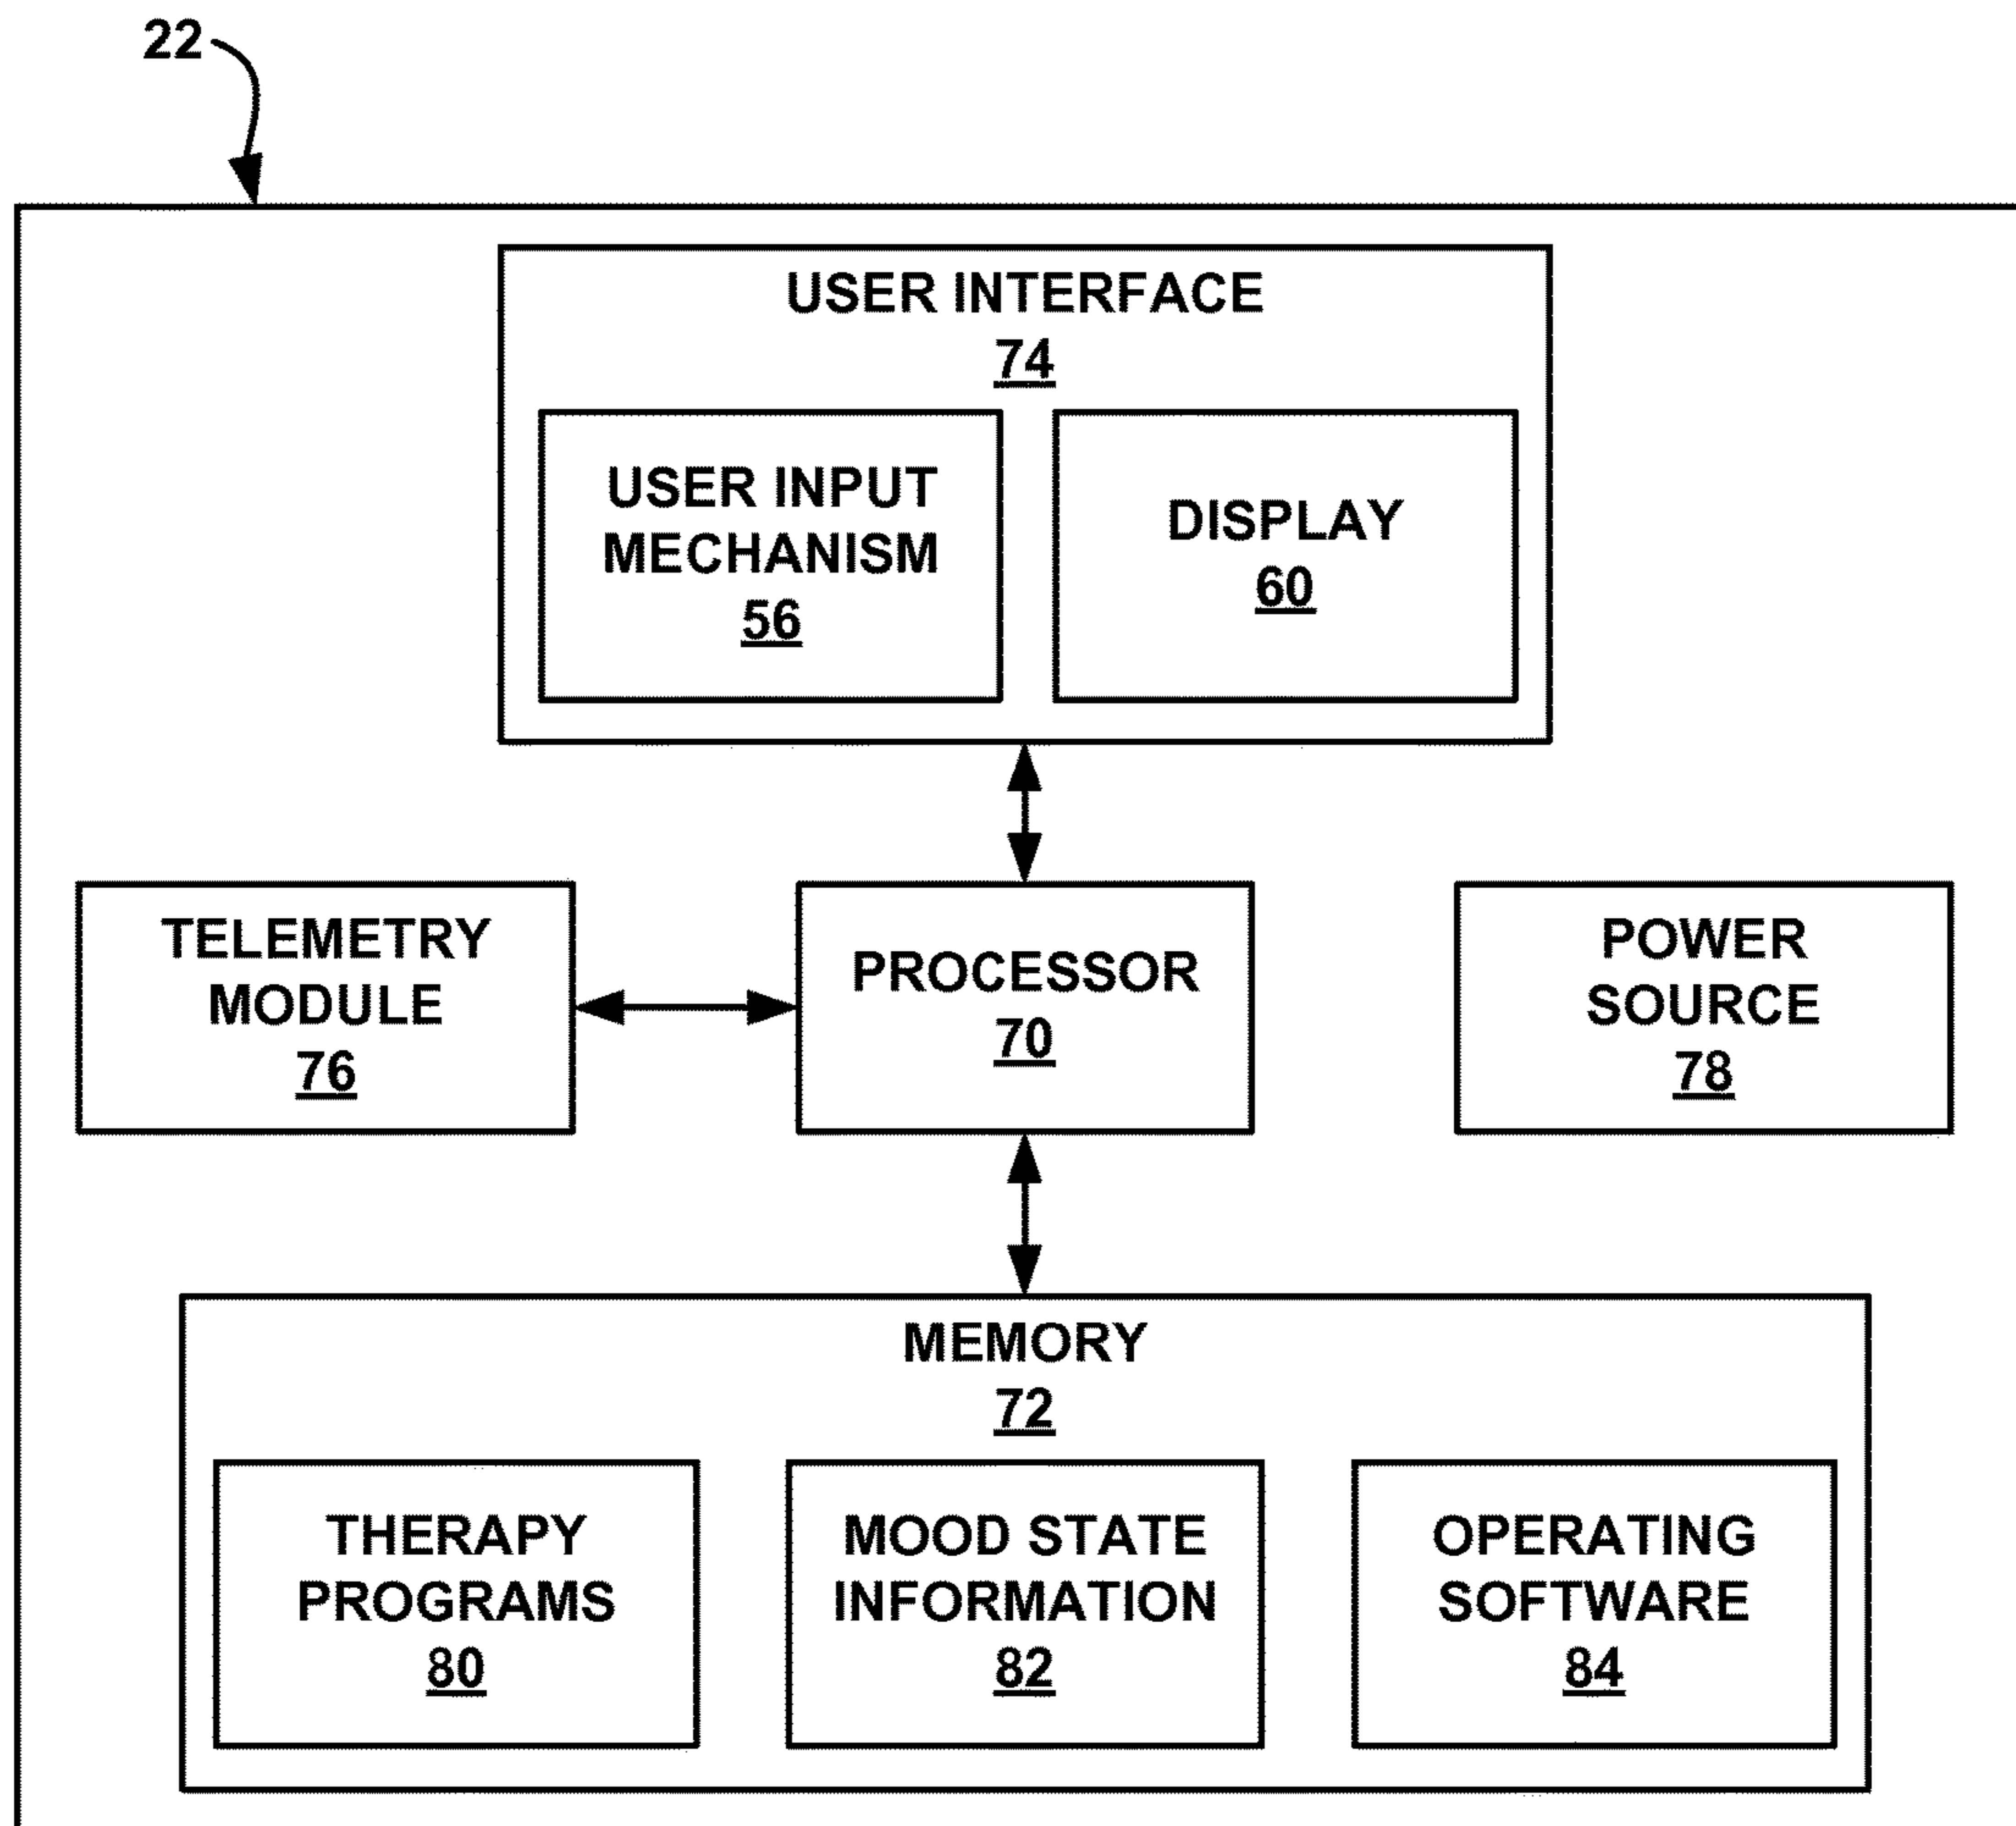 22
USER INTERFACE
74
USER INPUT
MECHANISM
56
DISPLAY
60
TELEMETRY
MODULE
76
PROCESSOR
70
POWER
SOURCE
78
MEMORY
72
THERAPY
PROGRAMS
80
MOOD STATE
INFORMATION
82
OPERATING
SOFTWARE
84